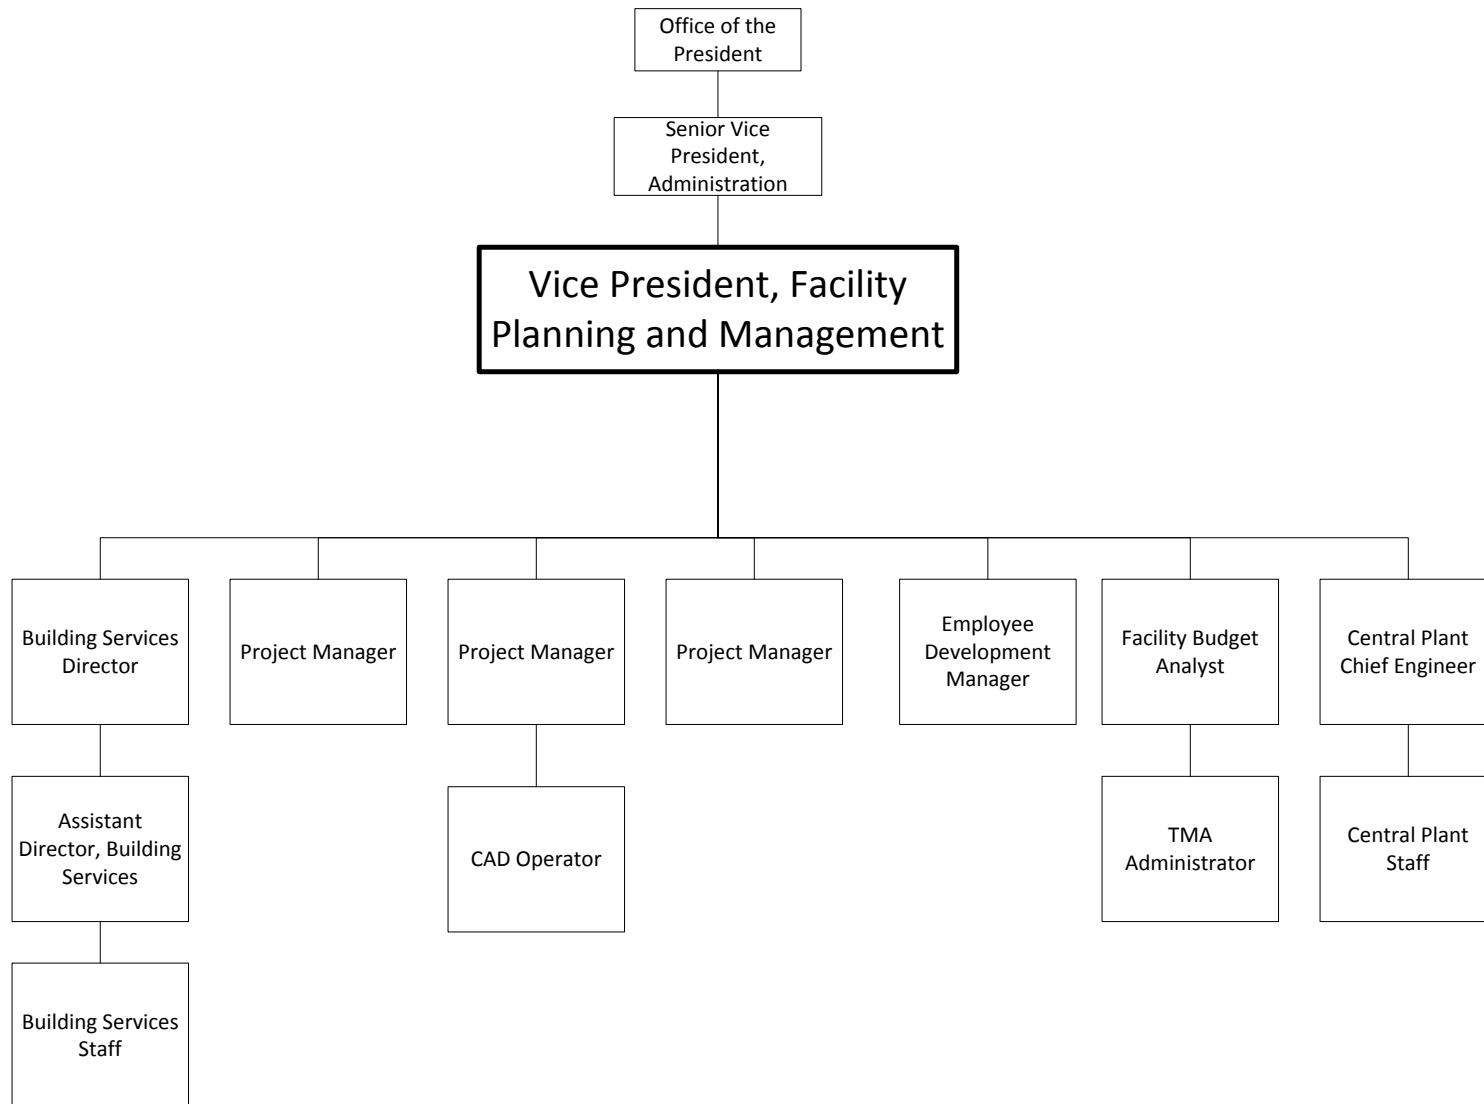 Office of the
President
Senior Vice
President,
Administration
Vice President, Facility
Planning and Management
Building Services
Director
Project Manager
Project Manager
Project Manager
Employee
Development
Manager
Facility Budget
Analyst
Central Plant
Chief Engineer
Assistant
Director, Building
Services
CAD Operator
TMA
Administrator
Central Plant
Staff
Building Services
Staff